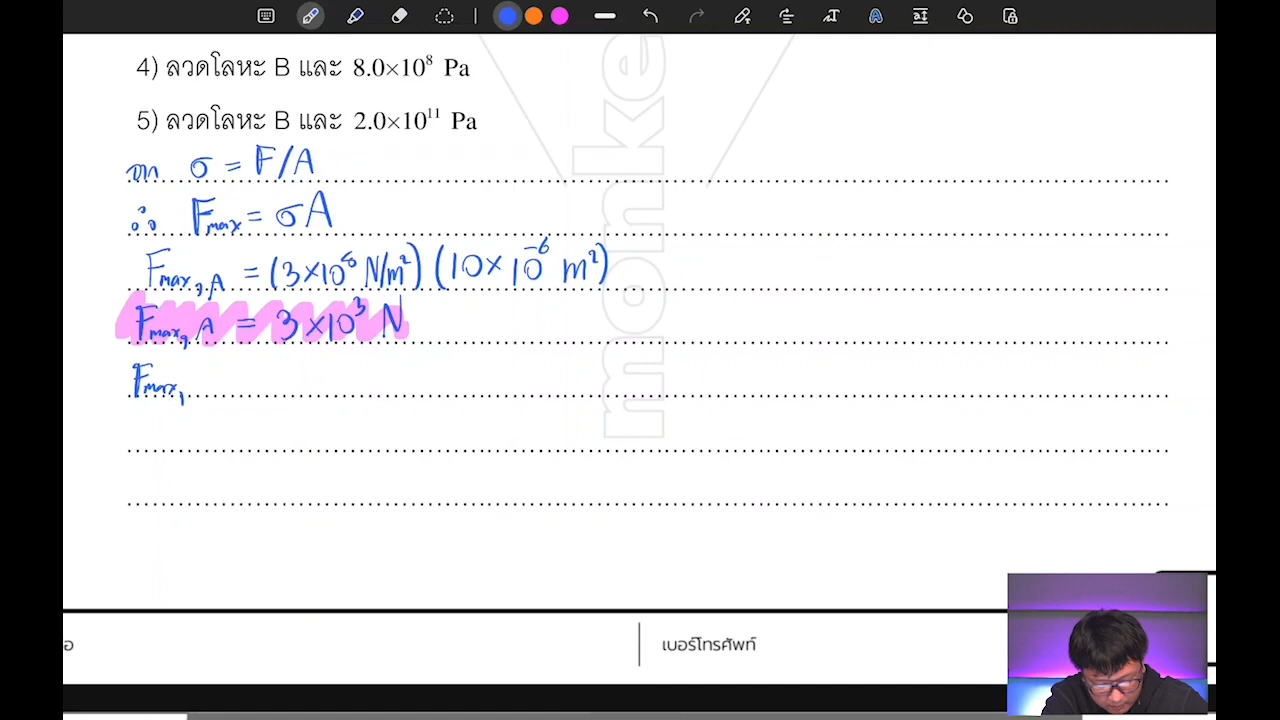 4) ลวดโลหะ B และ 8.0×10⁸ Pa
5) ลวดโลหะ B และ 2.0×10¹¹ Pa
จาก σ = F/A
∴ Fmax = σA
Fmax, A = (3×10⁸ N/m²) (10×10⁻⁶ m²)
Fmax, A = 3×10³ N
Fmax,
monke
อ
เบอร์โทรศัพท์